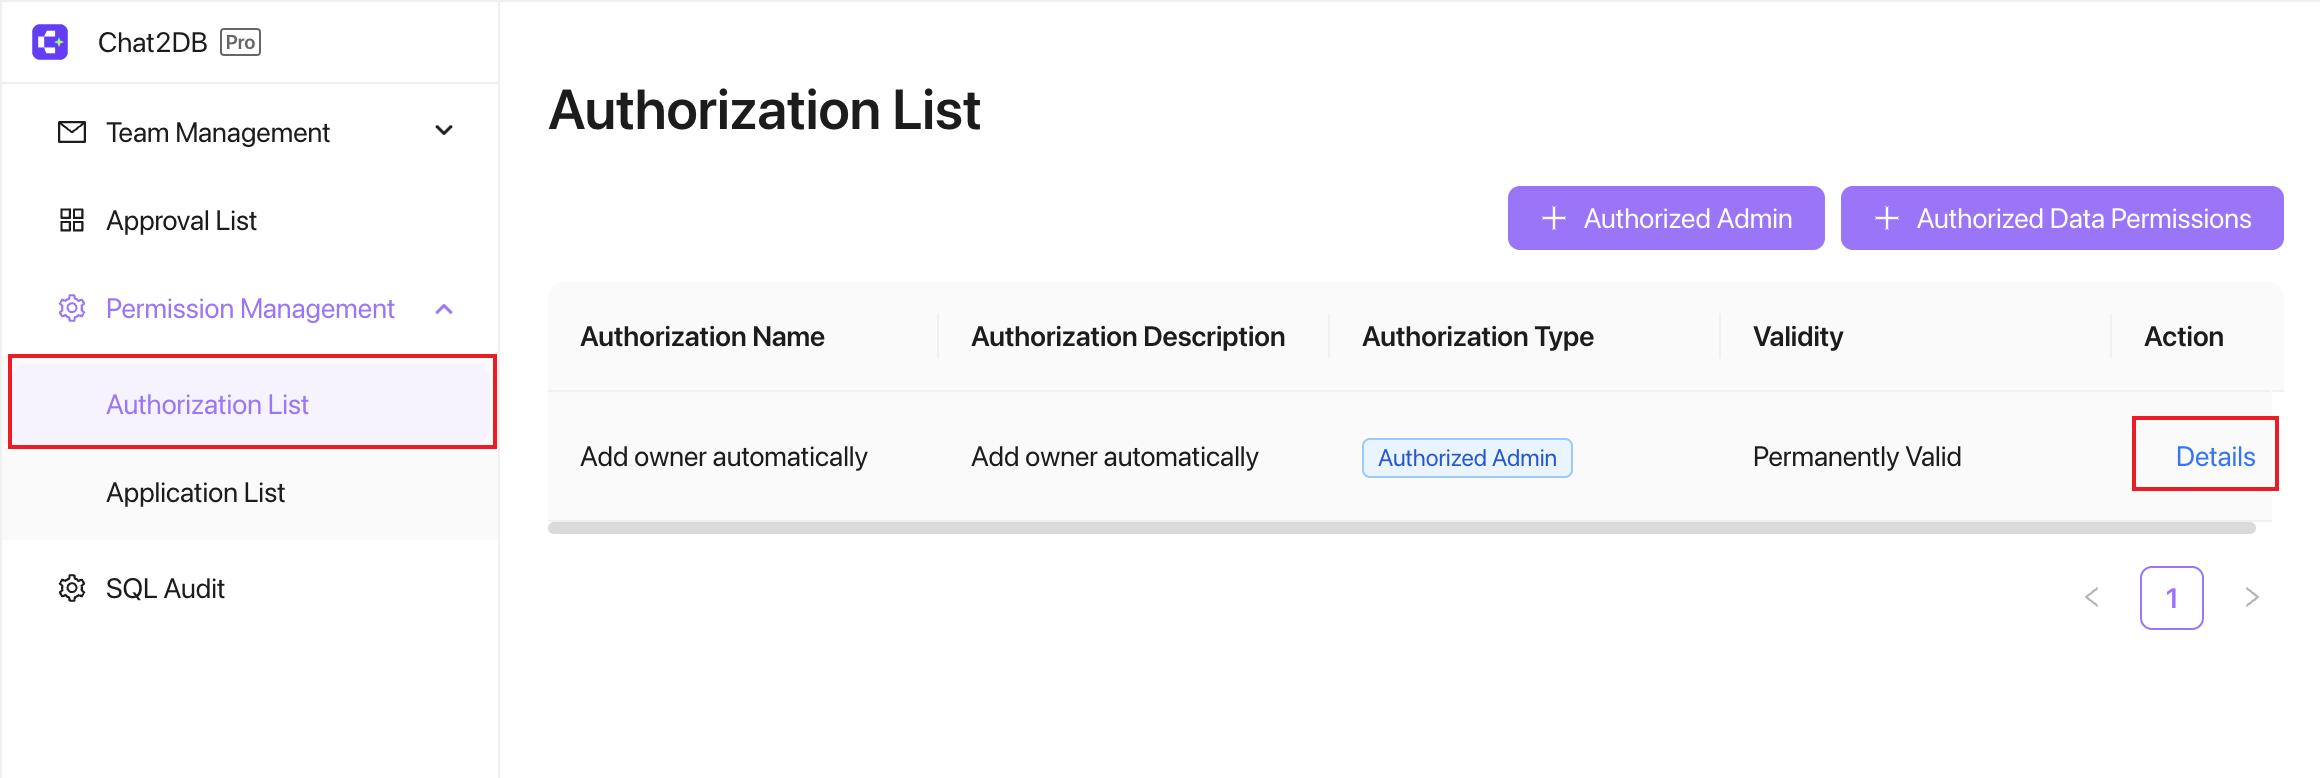 Chat2DB Pro
Team Management
Approval List
Permission Management
Authorization List
Application List
SQL Audit
Authorization List
Authorized Admin
Authorized Data Permissions
Authorization Name Authorization Description Authorization Type Validity Action
Add owner automatically Add owner automatically Authorized Admin Permanently Valid Details
1